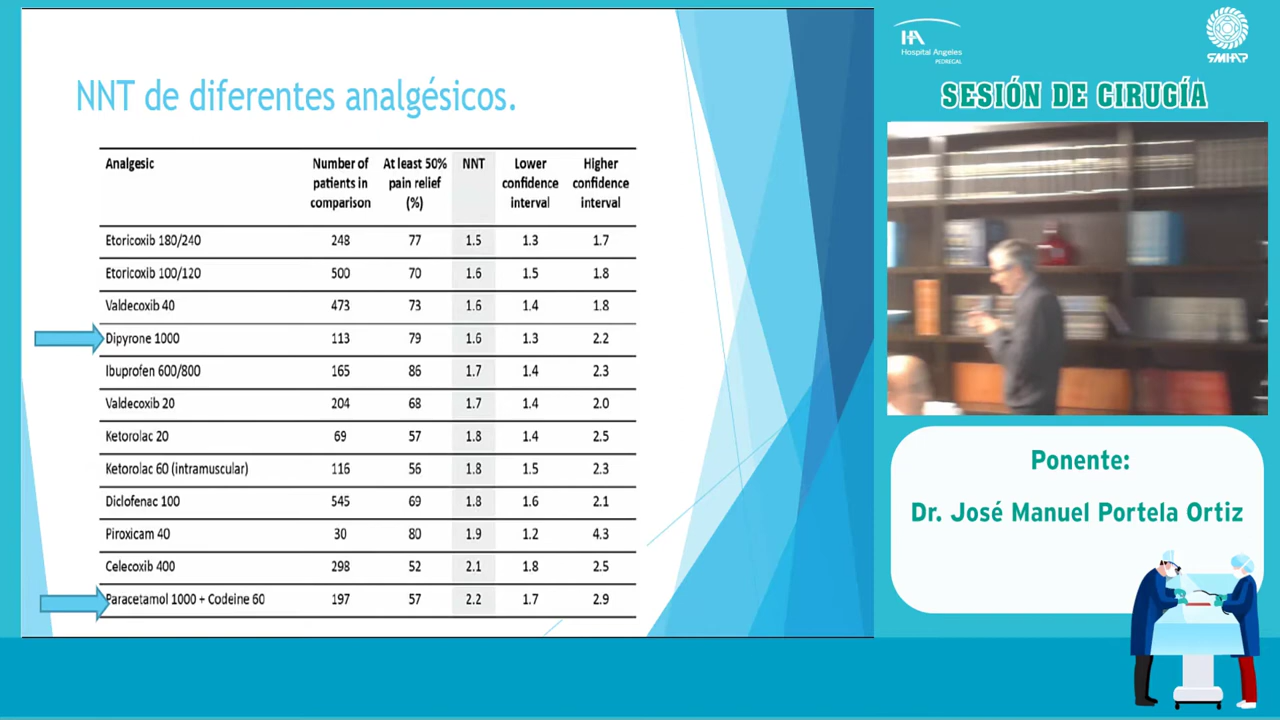 NNT de diferentes analgésicos.
Analgesic Number of patients in comparison At least 50% pain relief (%) NNT Lower confidence interval Higher confidence interval
Etoricoxib 180/240 248 77 1.5 1.3 1.7
Etoricoxib 100/120 500 70 1.6 1.5 1.8
Valdecoxib 40 473 73 1.6 1.4 1.8
Dipyrone 1000 113 79 1.6 1.3 2.2
Ibuprofen 600/800 165 86 1.7 1.4 2.3
Valdecoxib 20 204 68 1.7 1.4 2.0
Ketorolac 20 69 57 1.8 1.4 2.5
Ketorolac 60 (intramuscular) 116 56 1.8 1.5 2.3
Diclofenac 100 545 69 1.8 1.6 2.1
Piroxicam 40 30 80 1.9 1.2 4.3
Celecoxib 400 298 52 2.1 1.8 2.5
Paracetamol 1000 + Codeine 60 197 57 2.2 1.7 2.9
HA
Hospital Angeles
PEDREGAL
SMHAP
SESIÓN DE CIRUGÍA
Ponente:
Dr. José Manuel Portela Ortiz